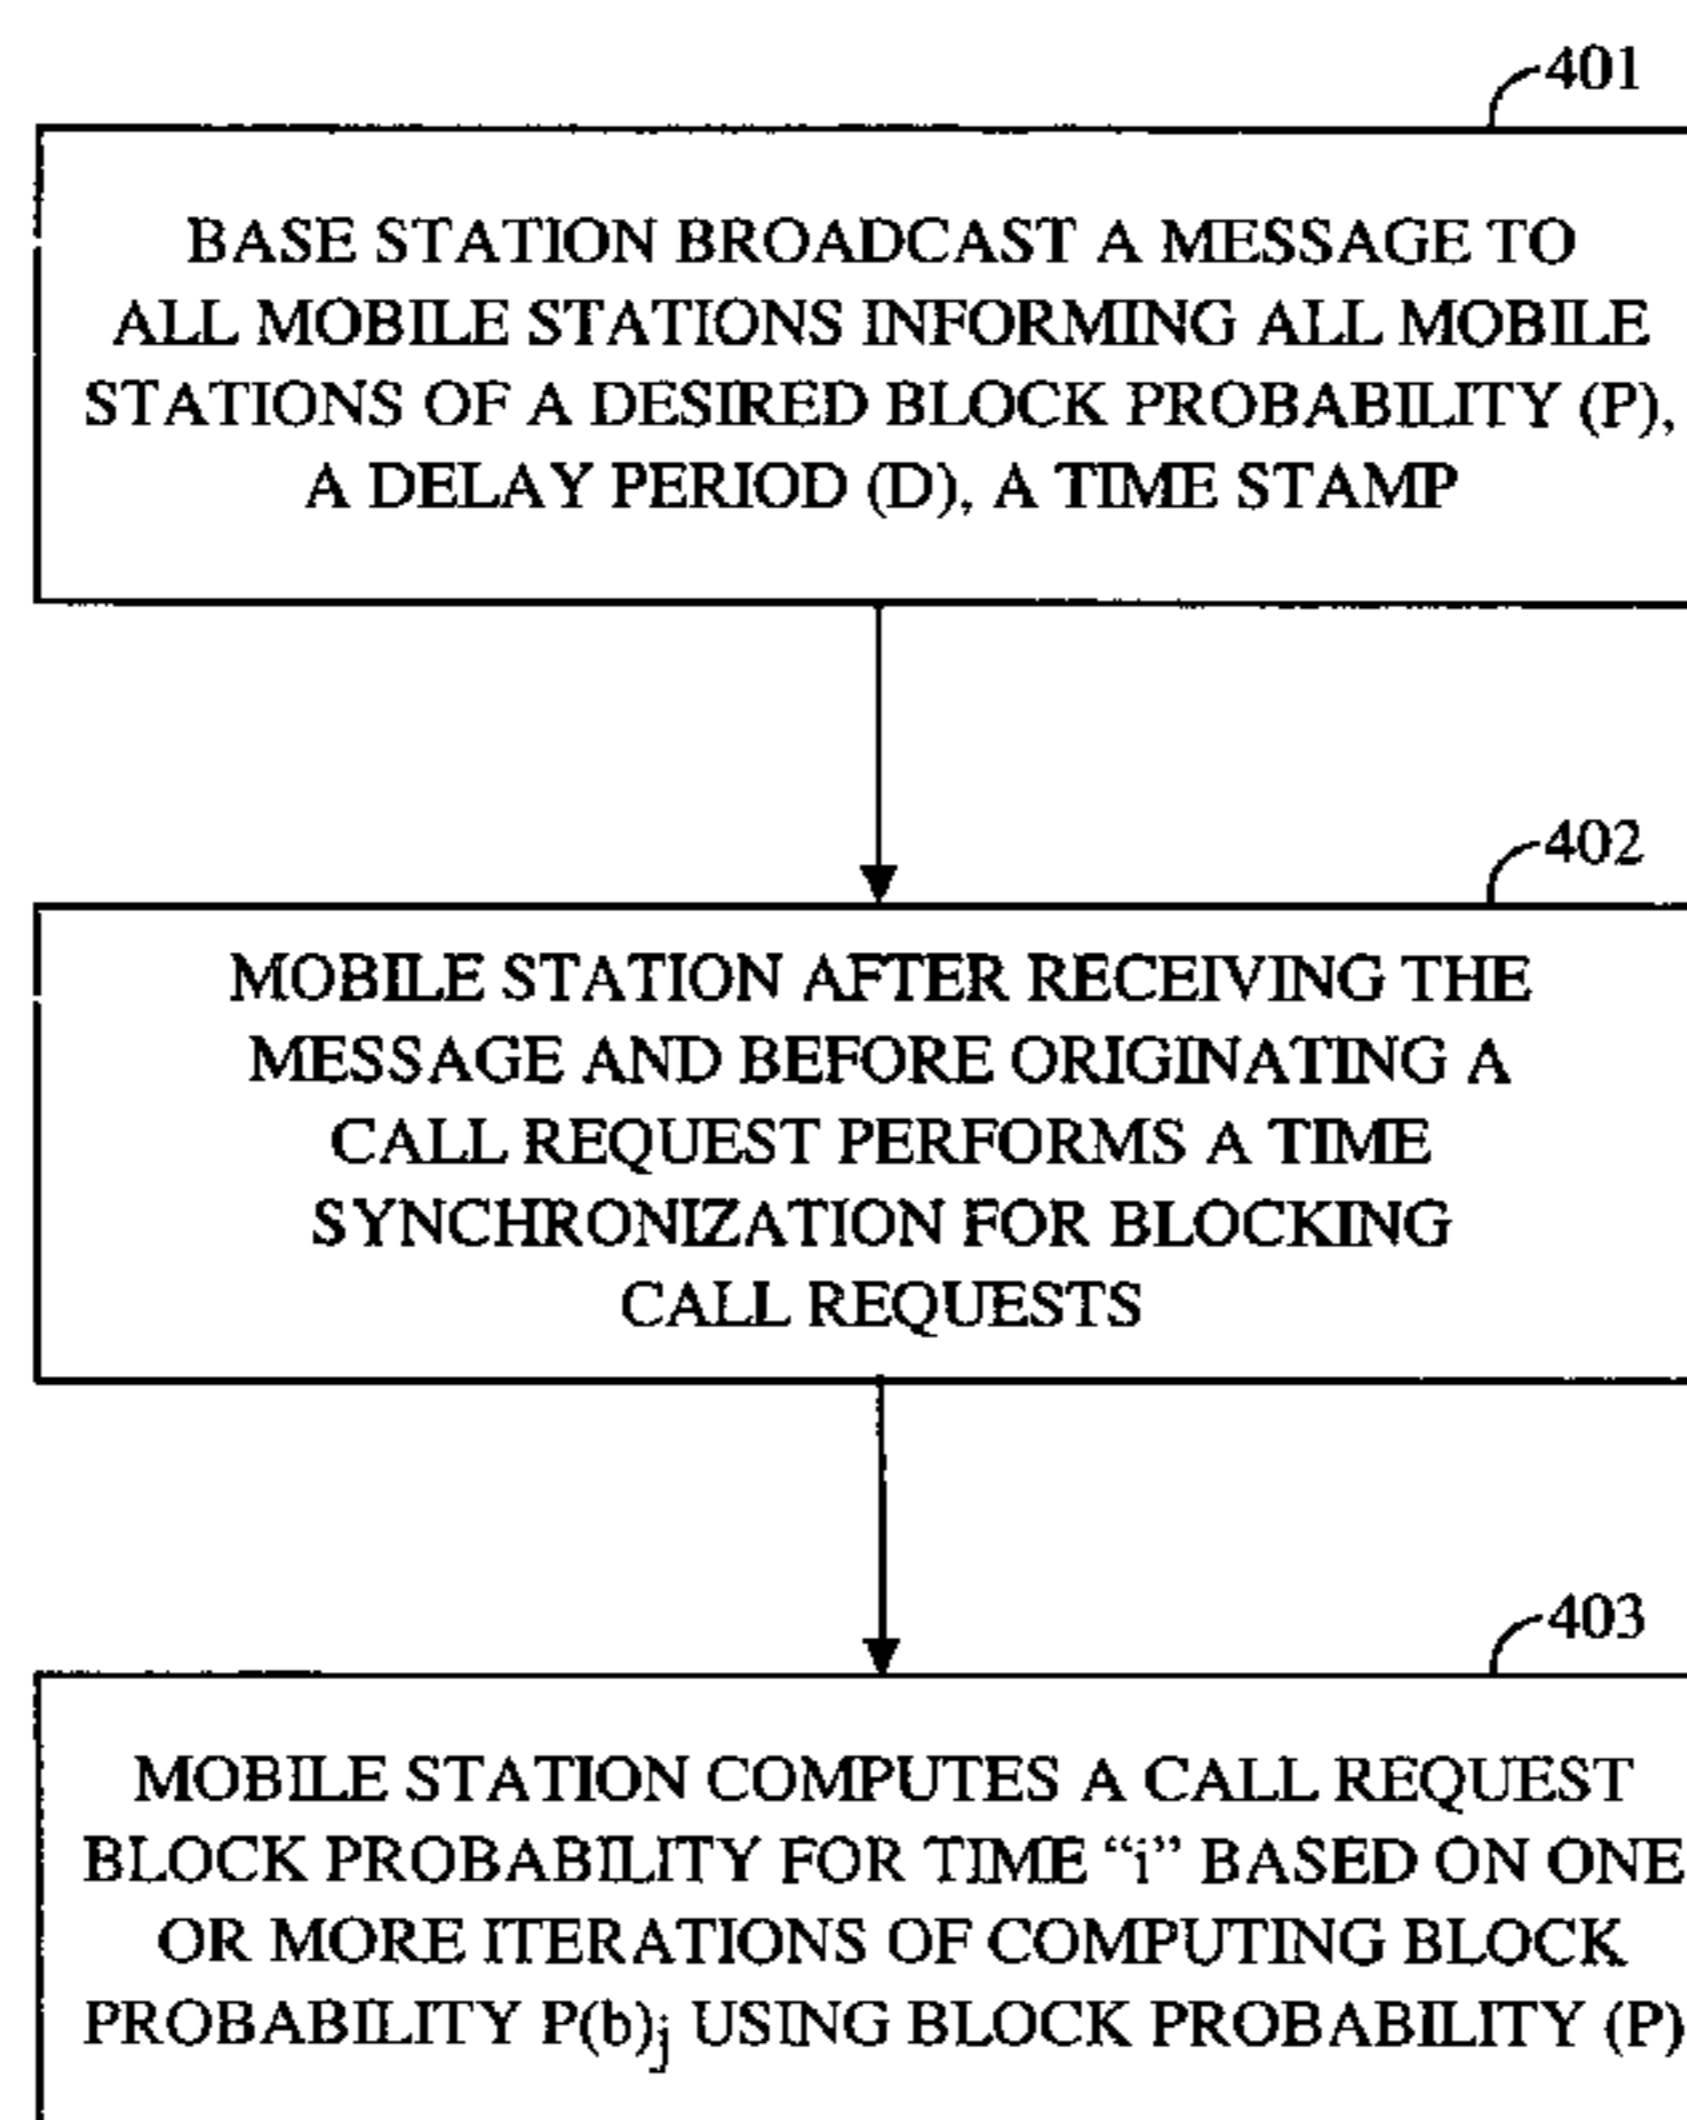 401
BASE STATION BROADCAST A MESSAGE TO
ALL MOBILE STATIONS INFORMING ALL MOBILE
STATIONS OF A DESIRED BLOCK PROBABILITY (P),
A DELAY PERIOD (D), A TIME STAMP
402
MOBILE STATION AFTER RECEIVING THE
MESSAGE AND BEFORE ORIGINATING A
CALL REQUEST PERFORMS A TIME
SYNCHRONIZATION FOR BLOCKING
CALL REQUESTS
403
MOBILE STATION COMPUTES A CALL REQUEST
BLOCK PROBABILITY FOR TIME “i” BASED ON ONE
OR MORE ITERATIONS OF COMPUTING BLOCK
PROBABILITY P(b)j USING BLOCK PROBABILITY (P)